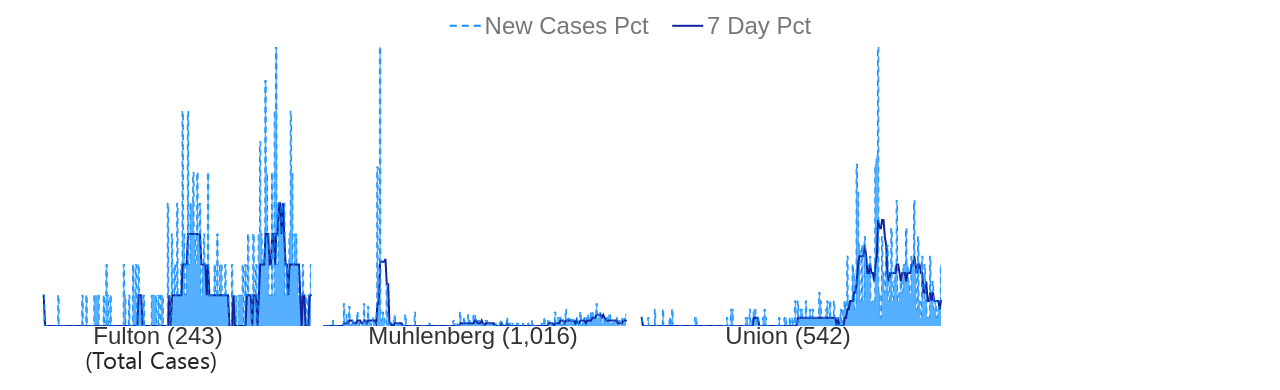 New Cases Pct 7 Day Pct
Fulton (243) Muhlenberg (1,016) Union (542)
(Total Cases)